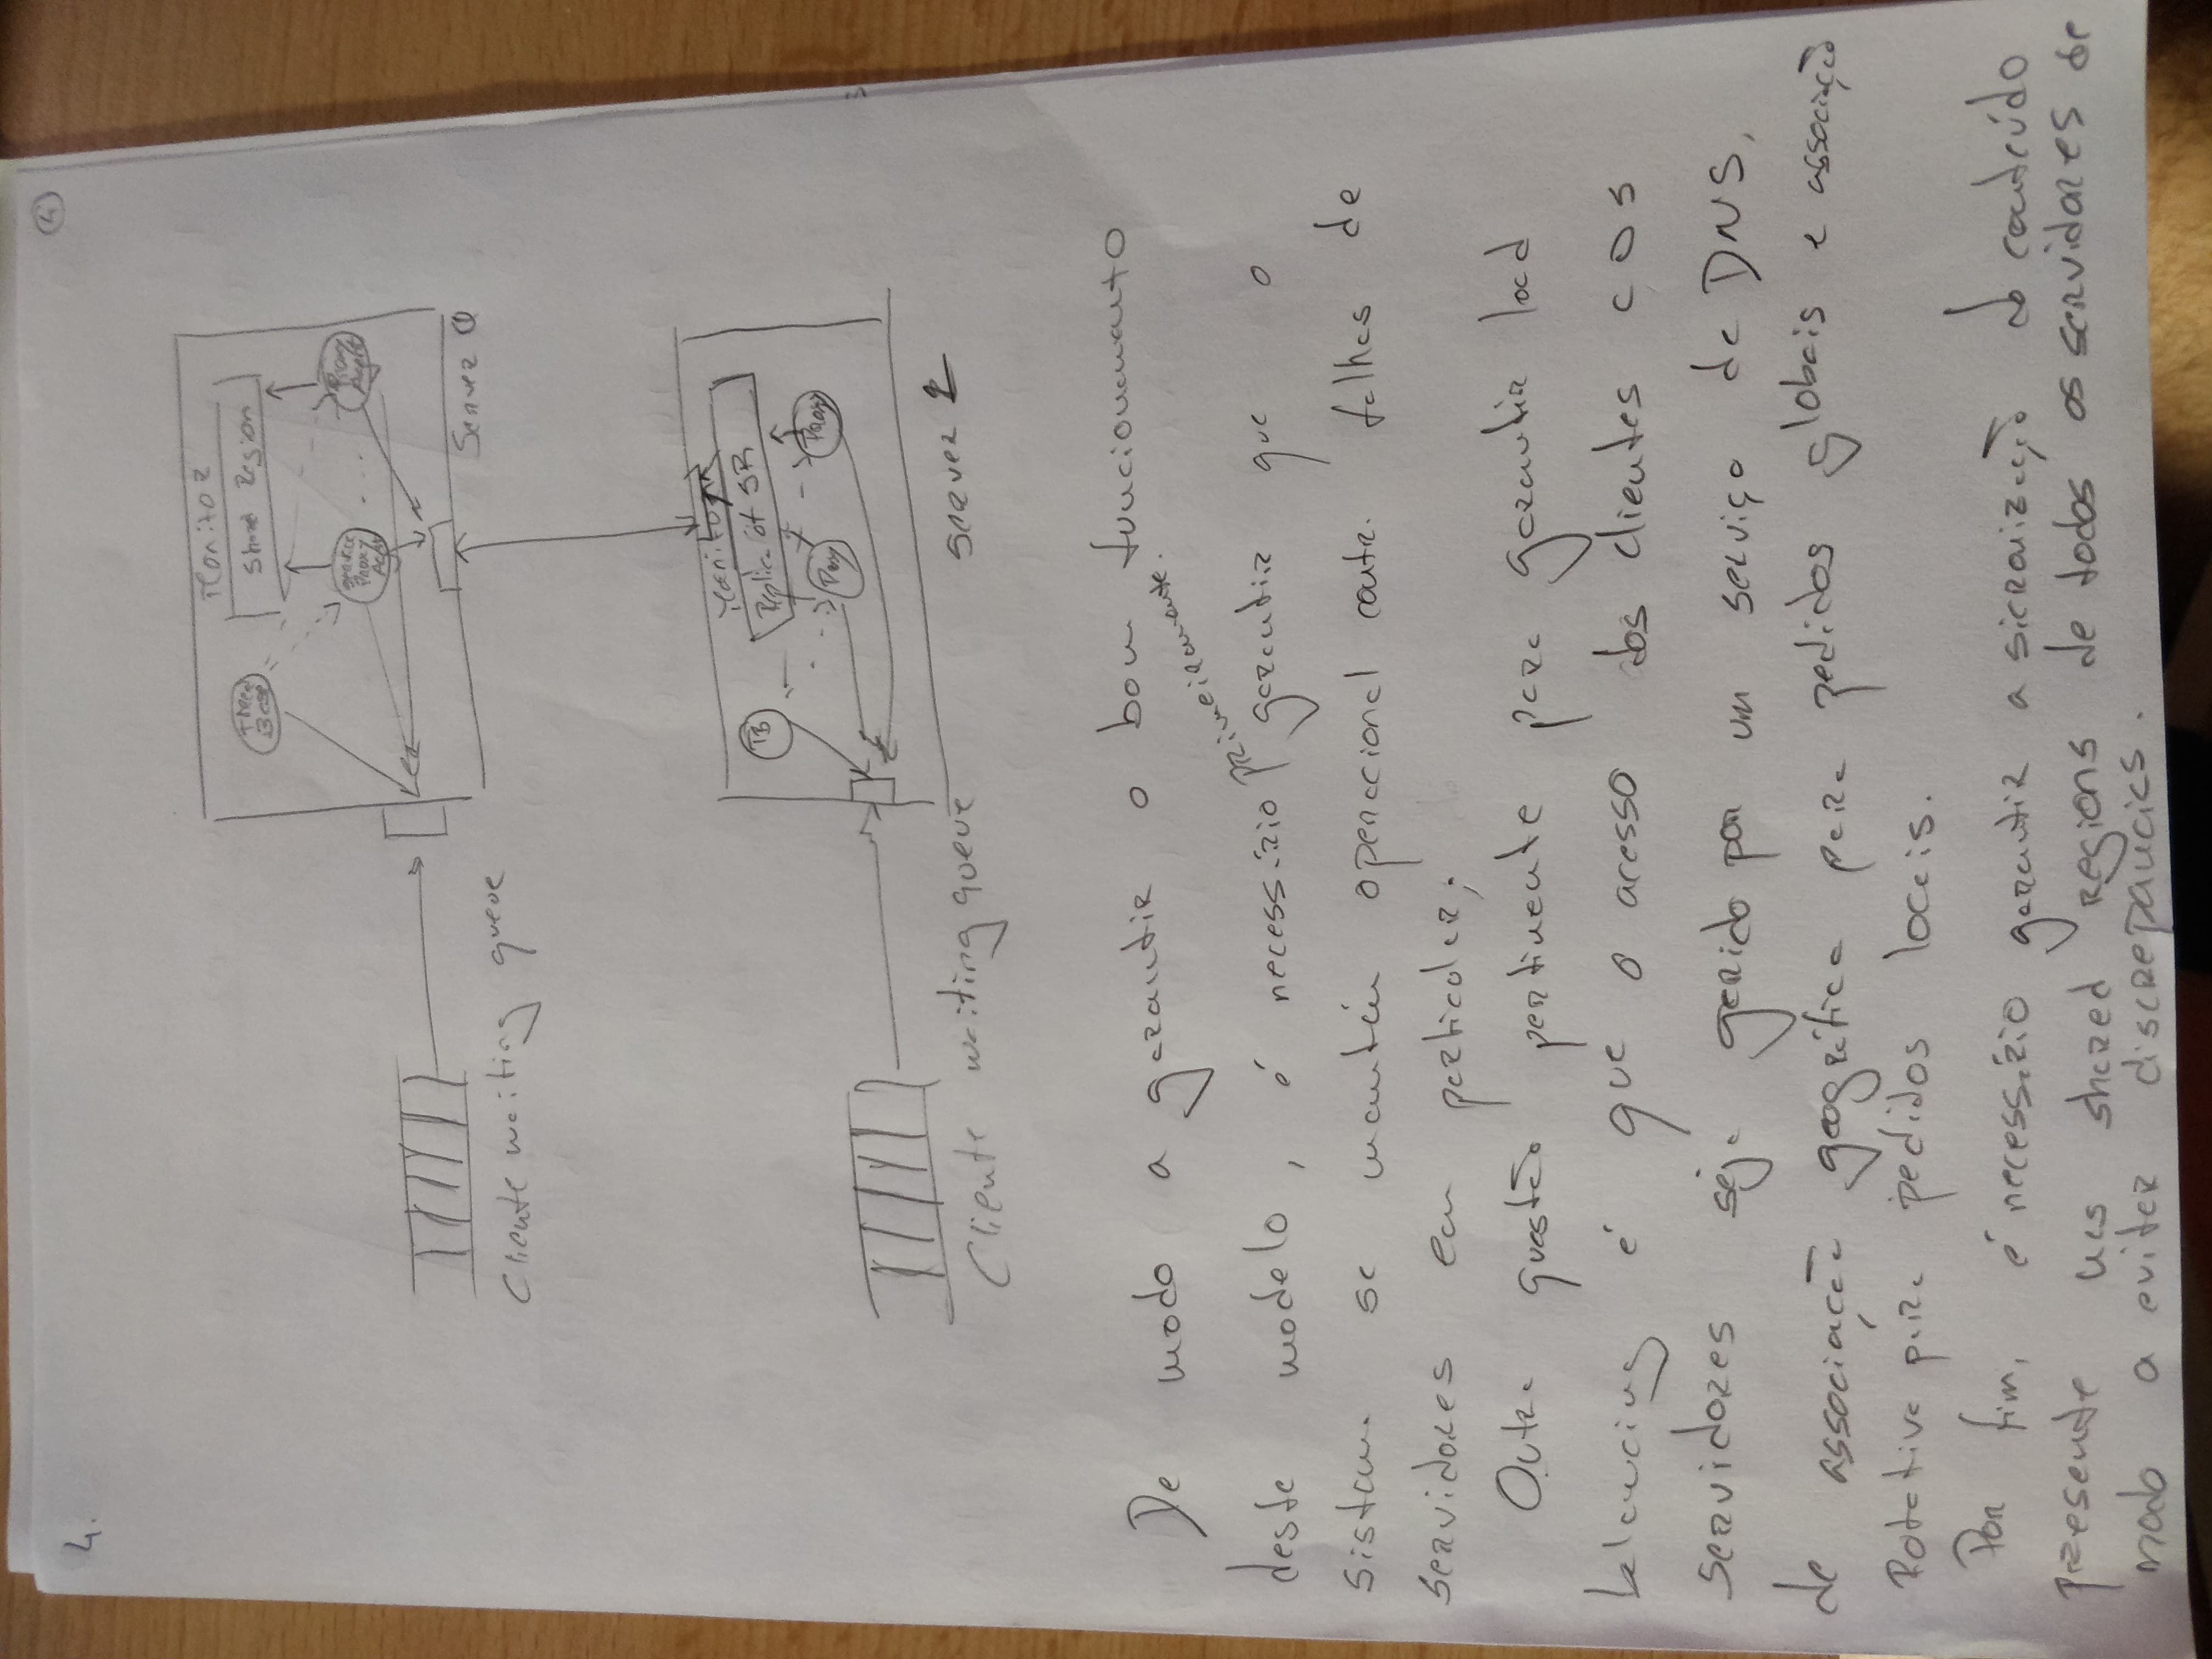 4.
4
Monitor
Shared Region
Thread
Base
Service
Proxy
Agent
Proxy
Agent
Server 1
Cliente waiting queue
Monitor
Replica of SR
TB
Proxy
Proxy
Server 2
Cliente waiting queue
De modo a garantir o bom funcionamento
primeiramente.
deste modelo, é necessário garantir que o
sistema se mantém operacional contra falhas de
servidores em particular;
Outra questão pertinente para garantir load
balancing é que o acesso dos clientes aos
servidores seja gerido por um serviço de DNS,
de associação geográfica para pedidos globais e associação
Rotativa para pedidos locais.
Por fim, é necessário garantir a sicronização do conteúdo
presente nas shared regions de todos os servidores de
modo a evitar discrepancias.